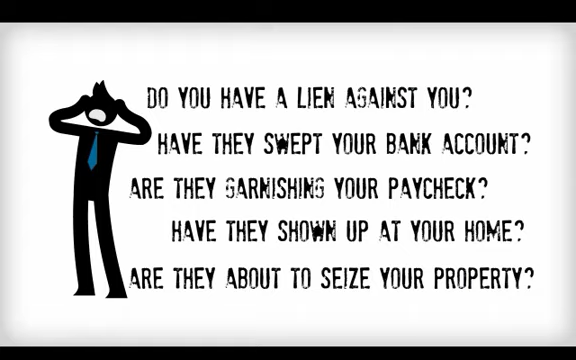 DO YOU HAVE A LIEN AGAINST YOU?
HAVE THEY SWEPT YOUR BANK ACCOUNT?
ARE THEY GARNISHING YOUR PAYCHECK?
HAVE THEY SHOWN UP AT YOUR HOME?
ARE THEY ABOUT TO SEIZE YOUR PROPERTY?